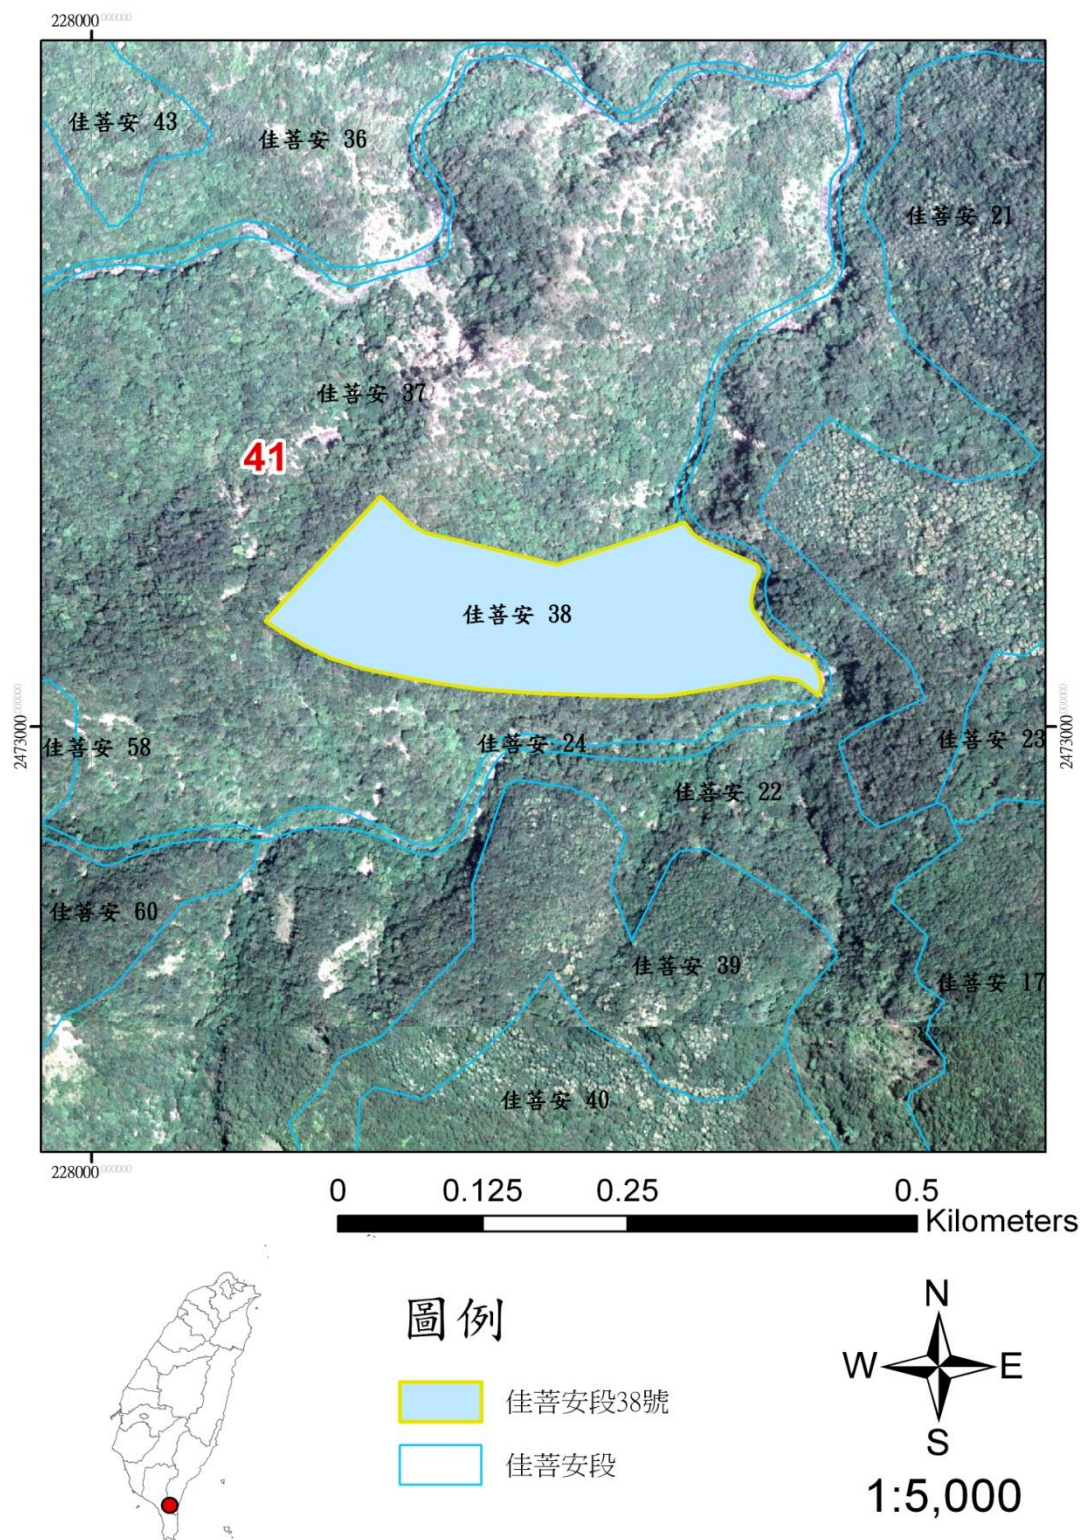 228000.000000
佳菩安 43
佳菩安 36
佳菩安 21
佳菩安 37
41
佳菩安 38
2473000.000000
2473000.000000
佳菩安 58
佳菩安 24
佳菩安 23
佳菩安 22
佳菩安 60
佳菩安 39
佳菩安 17
佳菩安 40
228000.000000
0 0.125 0.25 0.5
Kilometers
圖例
佳菩安段38號
佳菩安段
N
W E
S
1:5,000